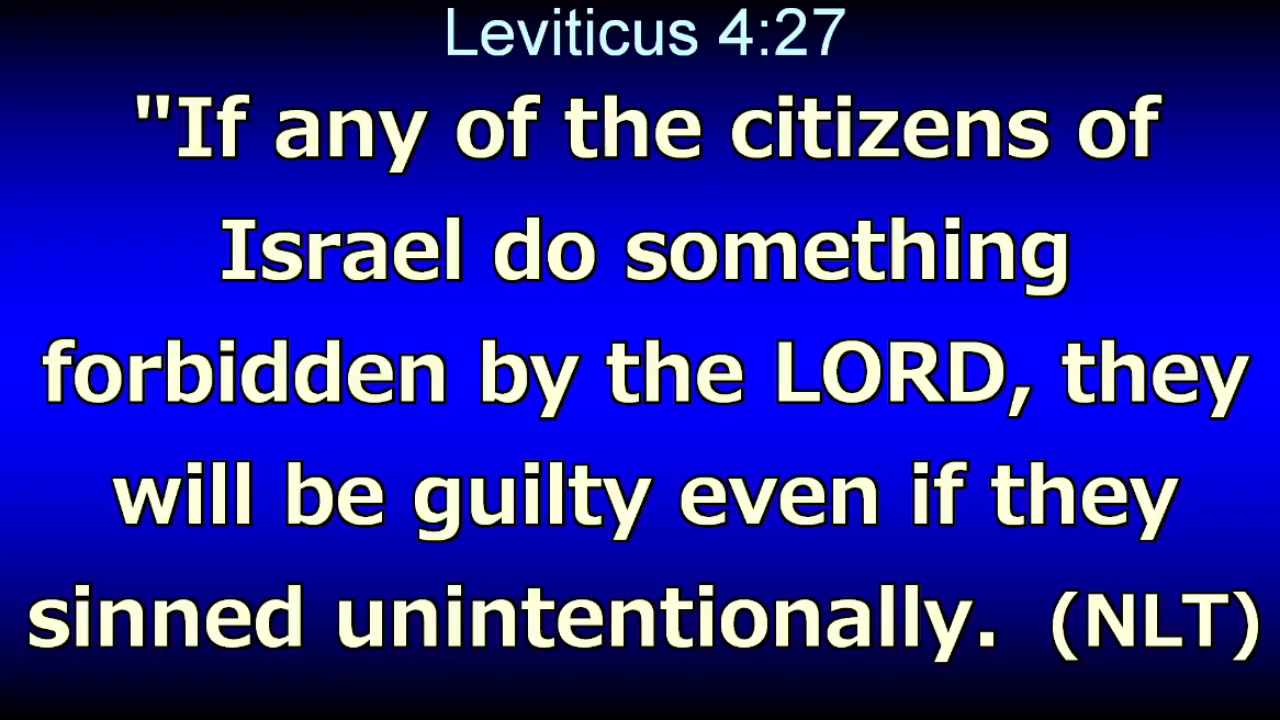 Leviticus 4:27
"If any of the citizens of
Israel do something
forbidden by the LORD, they
will be guilty even if they
sinned unintentionally. (NLT)